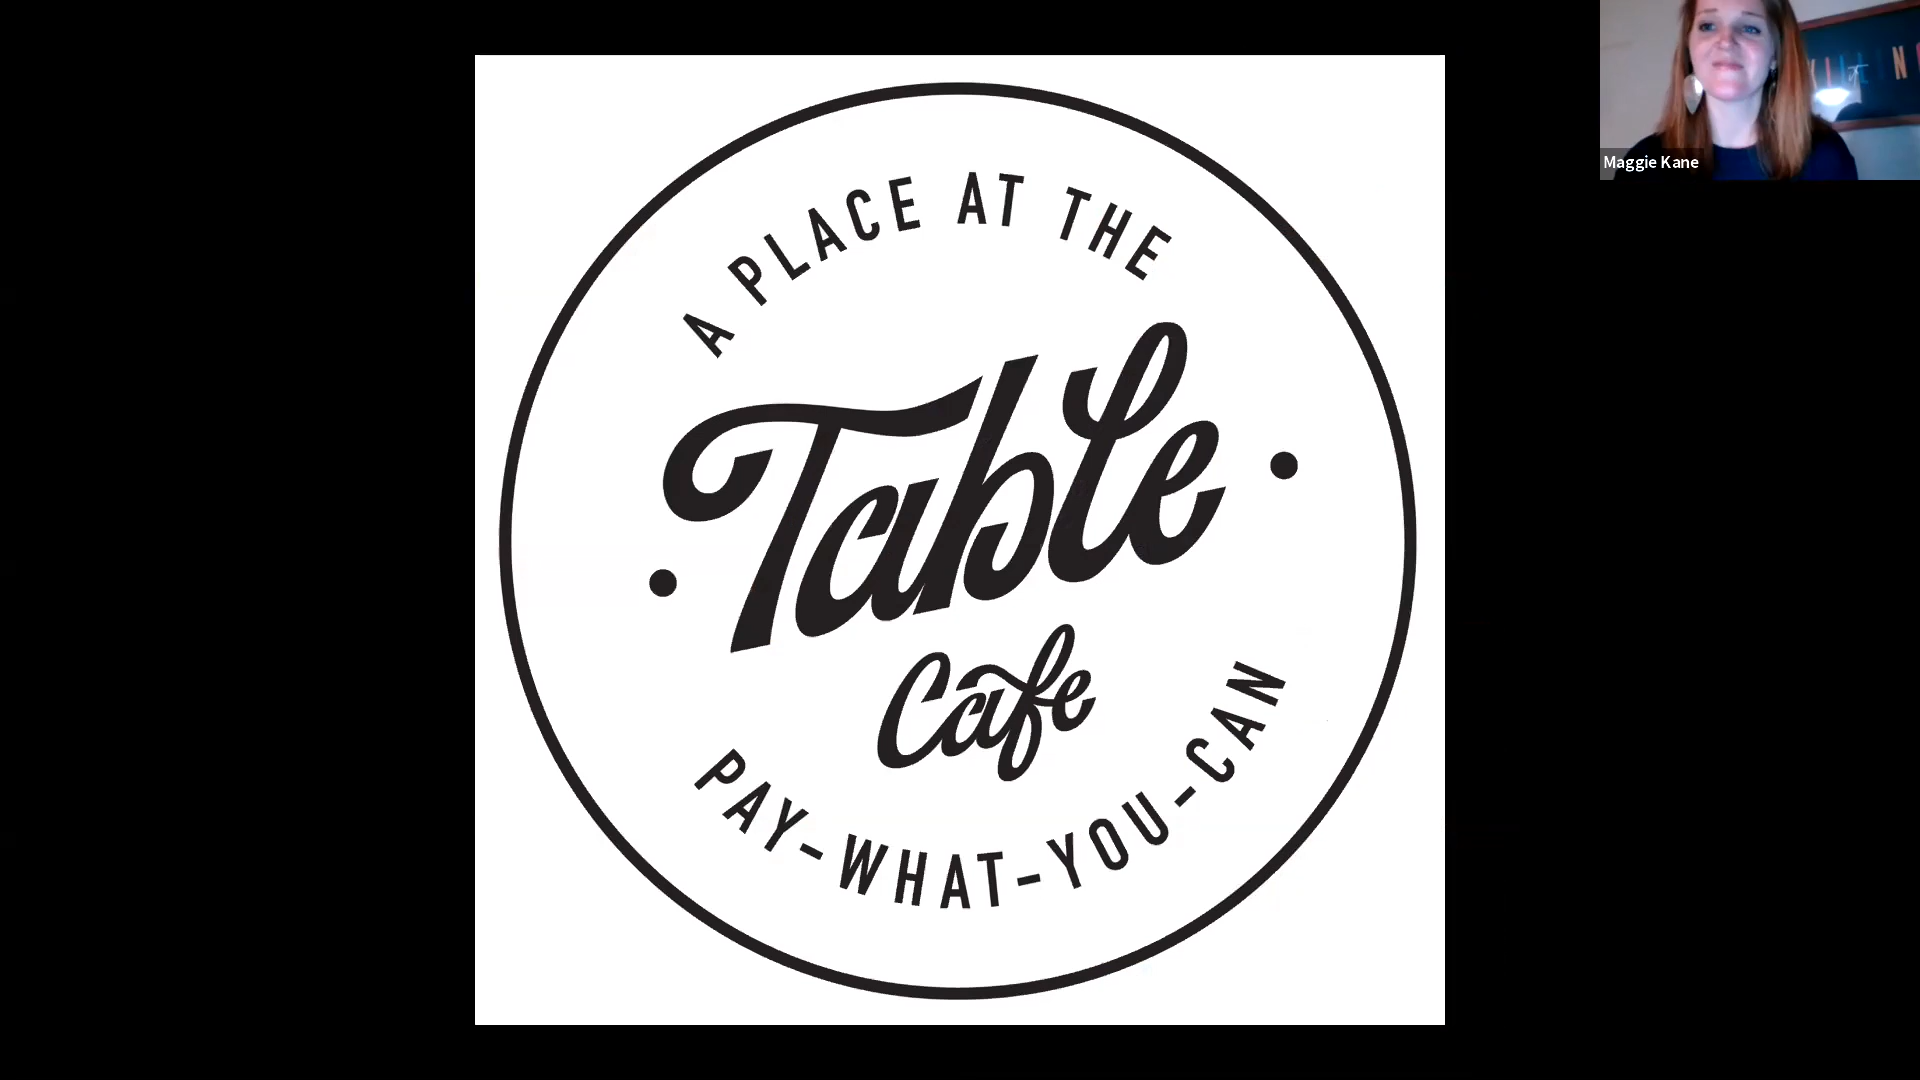 A PLACE AT THE
Table
Cafe
PAY-WHAT-YOU-CAN
Maggie Kane